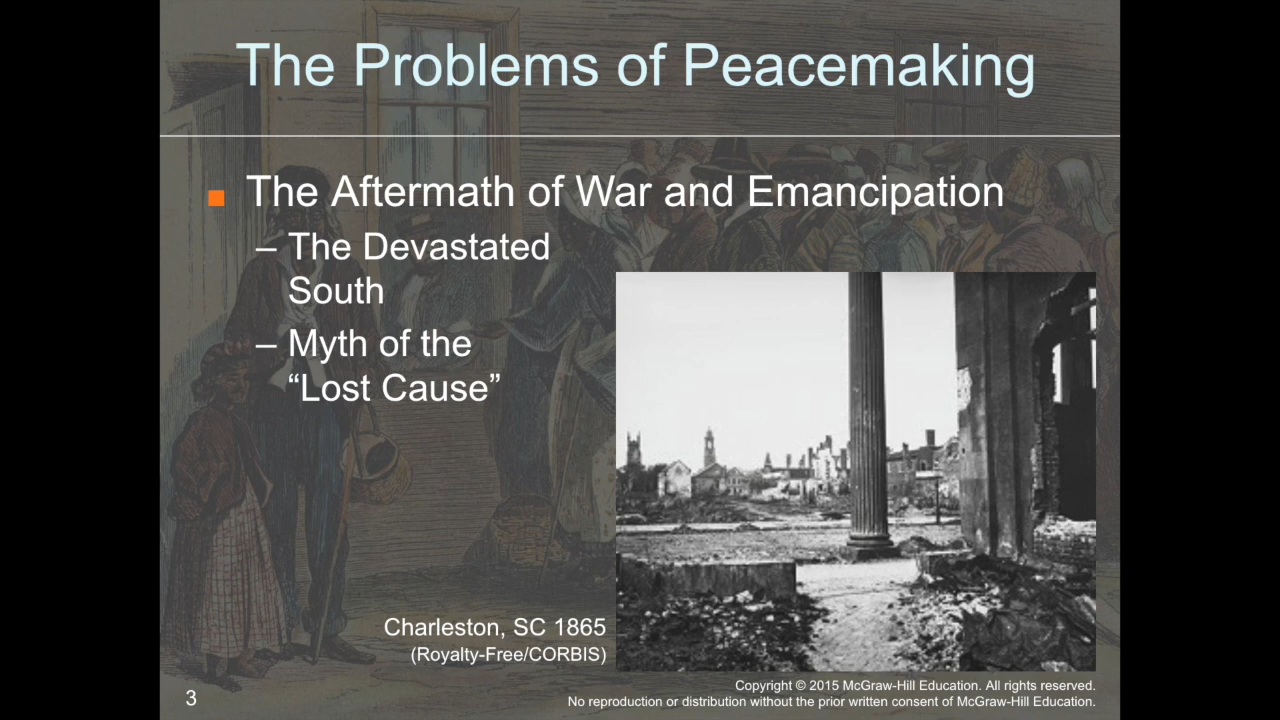 The Problems of Peacemaking
The Aftermath of War and Emancipation
– The Devastated
South
– Myth of the
“Lost Cause”
Charleston, SC 1865
(Royalty-Free/CORBIS)
3
Copyright © 2015 McGraw-Hill Education. All rights reserved.
No reproduction or distribution without the prior written consent of McGraw-Hill Education.